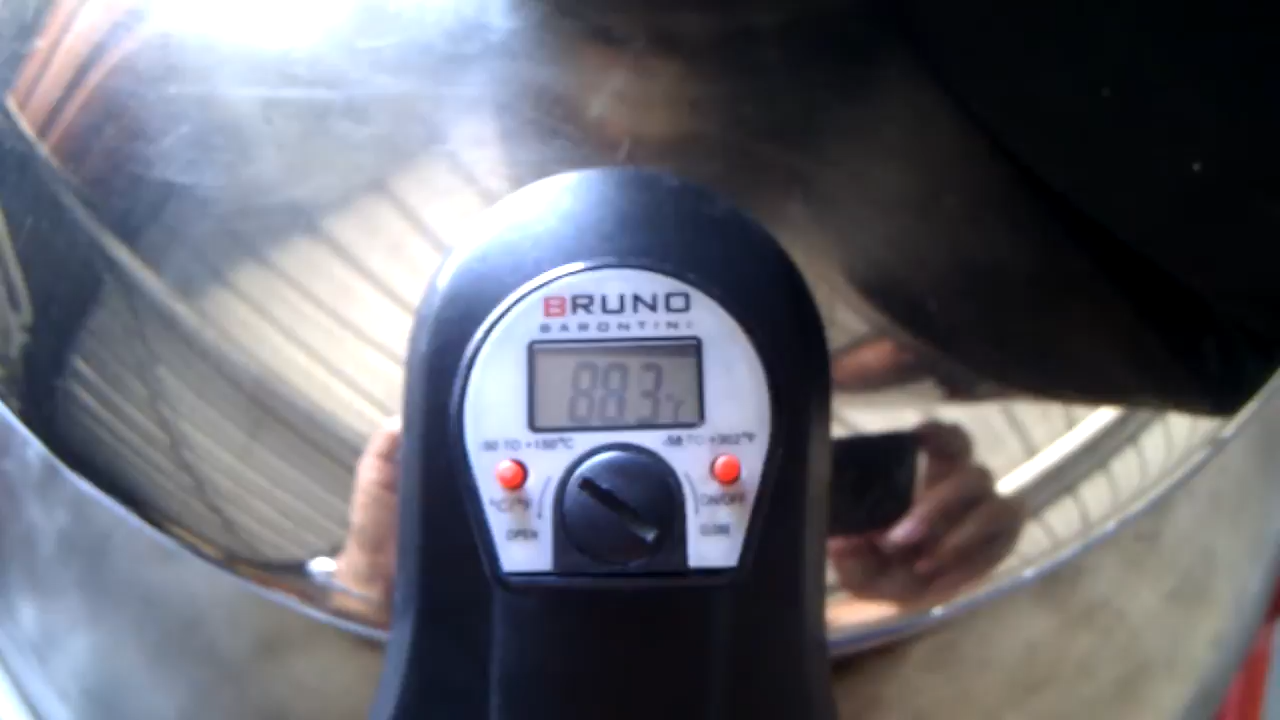 BRUNO
BARONTINI
88.3°F
-50 TO +150°C
-58 TO +302°F
°C/°F
ON/OFF
OPEN
CLOSE